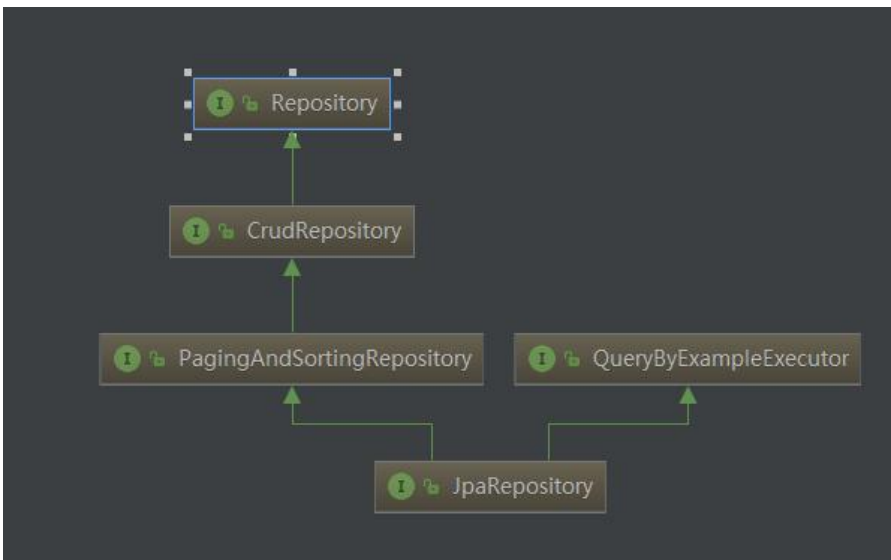 I Repository
I CrudRepository
I PagingAndSortingRepository
I QueryByExampleExecutor
I JpaRepository